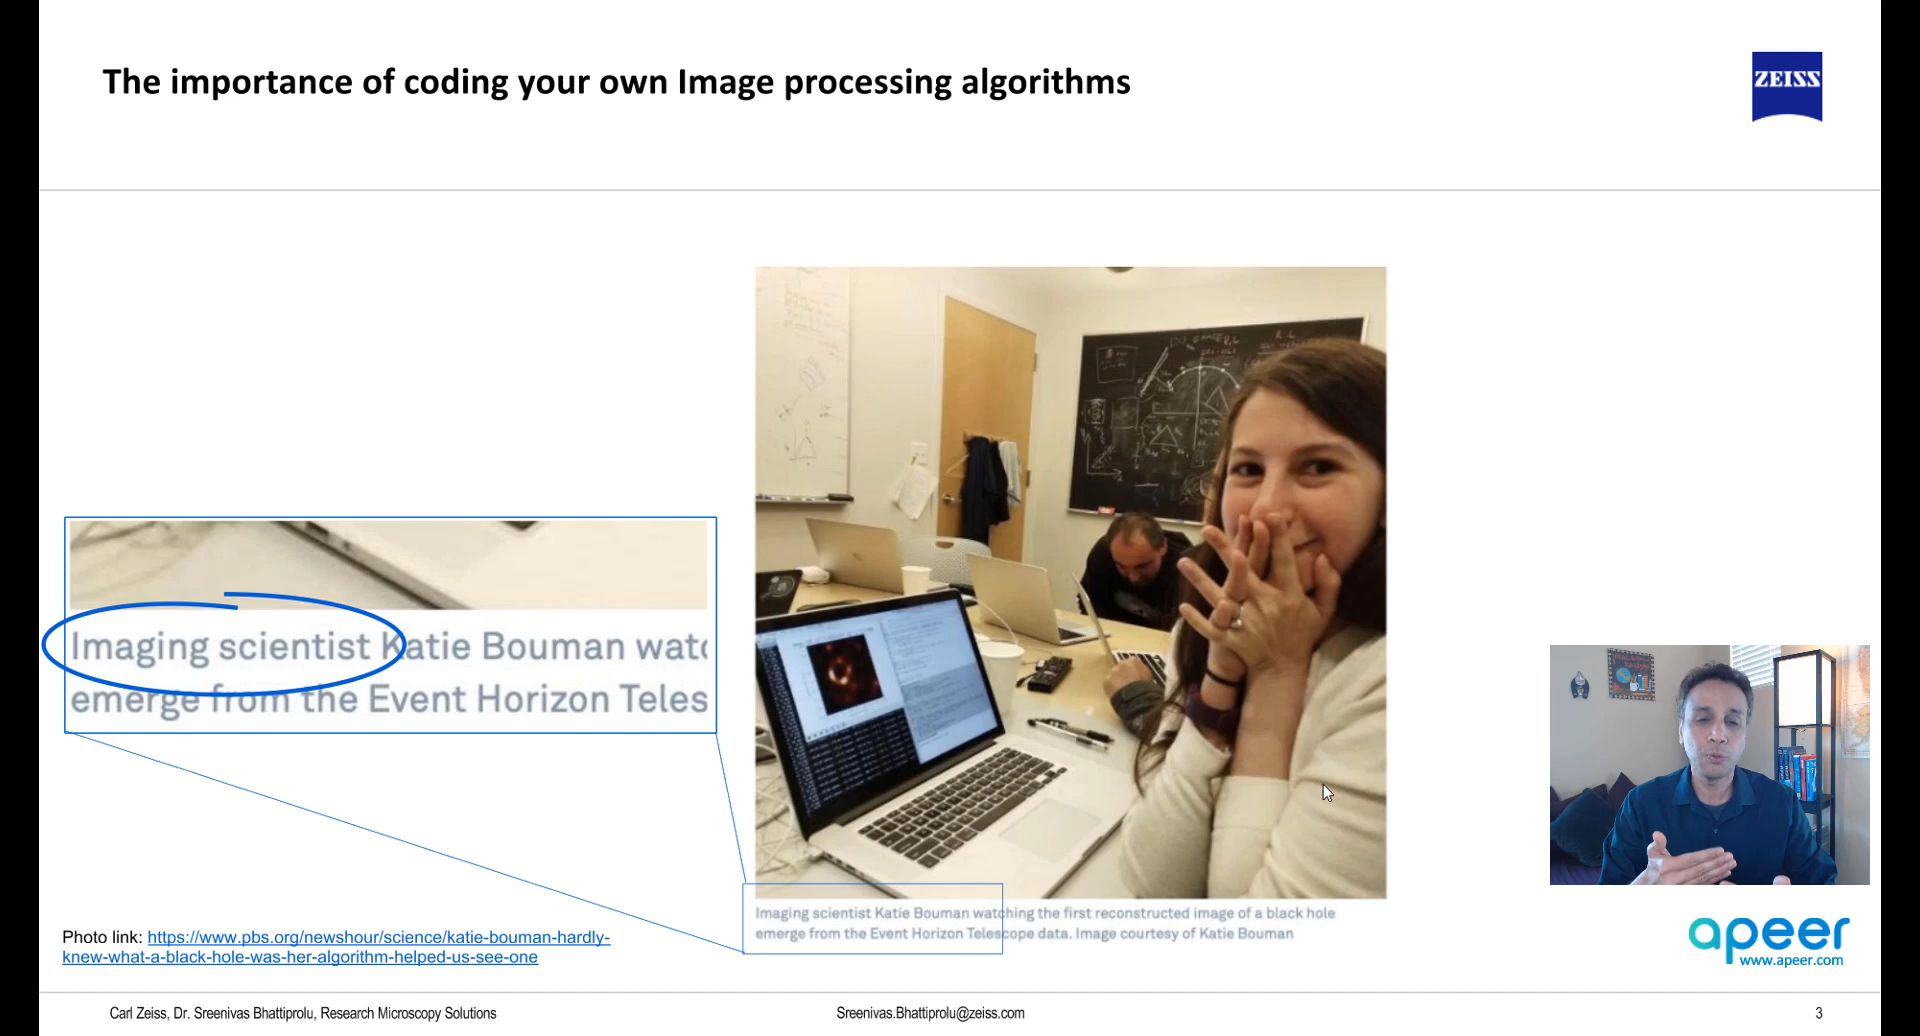 The importance of coding your own Image processing algorithms
ZEISS
Imaging scientist Katie Bouman watc
emerge from the Event Horizon Teles
Imaging scientist Katie Bouman watching the first reconstructed image of a black hole
emerge from the Event Horizon Telescope data. Image courtesy of Katie Bouman
Photo link: https://www.pbs.org/newshour/science/katie-bouman-hardly-
knew-what-a-black-hole-was-her-algorithm-helped-us-see-one
apeer
www.apeer.com
Carl Zeiss, Dr. Sreenivas Bhattiprolu, Research Microscopy Solutions
Sreenivas.Bhattiprolu@zeiss.com
3